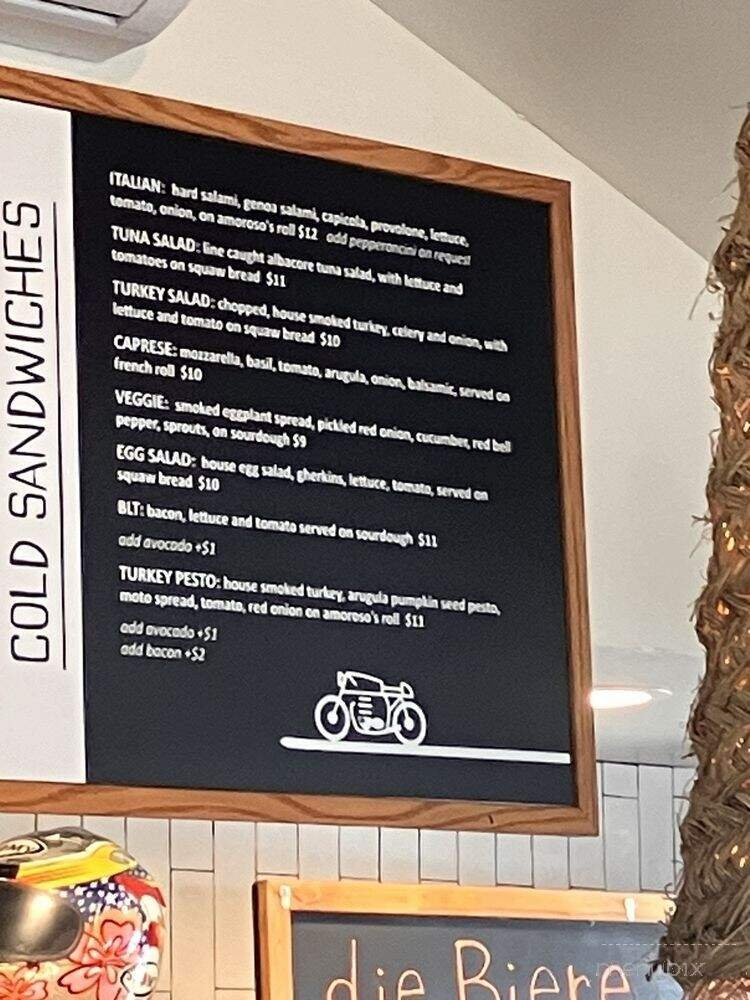 COLD SANDWICHES
ITALIAN: hard salami, genoa salami, capicola, provolone, lettuce,
tomato, onion, on amoroso's roll $12 add pepperoncini on request
TUNA SALAD: line caught albacore tuna salad, with lettuce and
tomatoes on squaw bread $11
TURKEY SALAD: chopped, house smoked turkey, celery and onion, with
lettuce and tomato on squaw bread $10
CAPRESE: mozzarella, basil, tomato, arugula, onion, balsamic, served on
french roll $10
VEGGIE: smoked eggplant spread, pickled red onion, cucumber, red bell
pepper, sprouts, on sourdough $9
EGG SALAD: house egg salad, gherkins, lettuce, tomato, served on
squaw bread $10
BLT: bacon, lettuce and tomato served on sourdough $11
add avocado +$1
TURKEY PESTO: house smoked turkey, arugula pumpkin seed pesto,
moto spread, tomato, red onion on amoroso's roll $11
add avocado +$1
add bacon +$2
die Biere
menubix